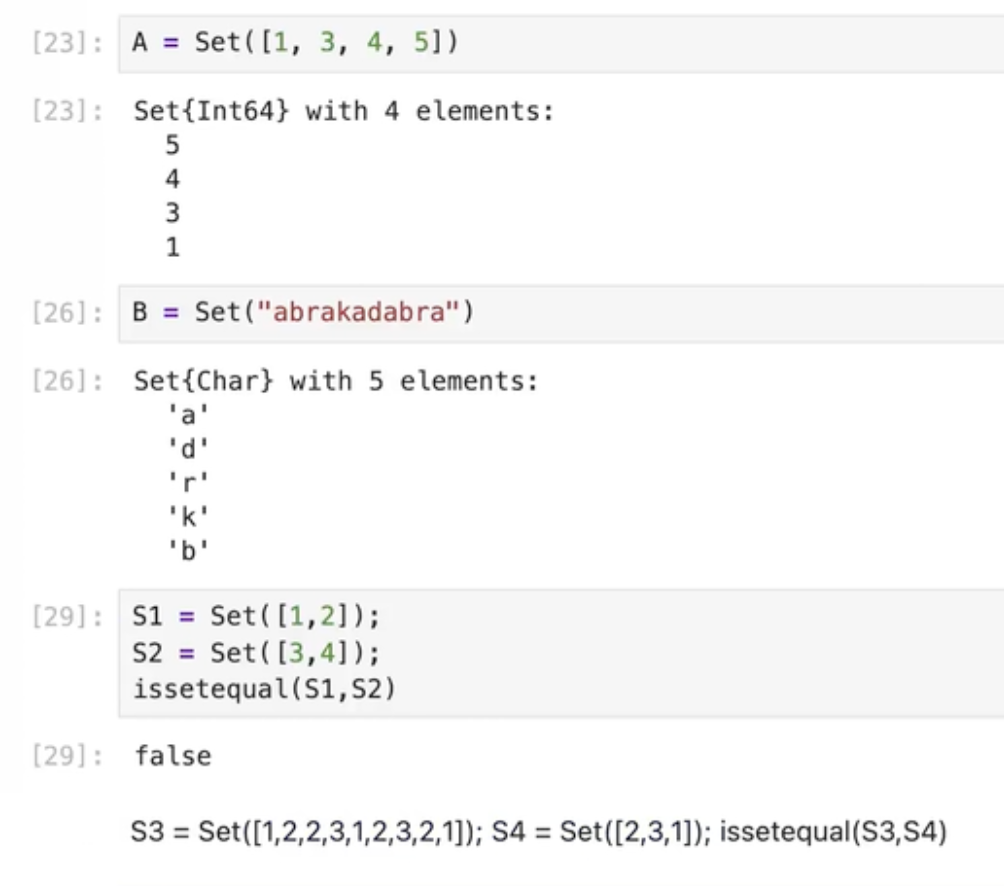 [23]: A = Set([1, 3, 4, 5])
[23]: Set{Int64} with 4 elements:
5
4
3
1
[26]: B = Set("abrakadabra")
[26]: Set{Char} with 5 elements:
'a'
'd'
'r'
'k'
'b'
[29]: S1 = Set([1,2]);
S2 = Set([3,4]);
issetequal(S1,S2)
[29]: false
S3 = Set([1,2,2,3,1,2,3,2,1]); S4 = Set([2,3,1]); issetequal(S3,S4)